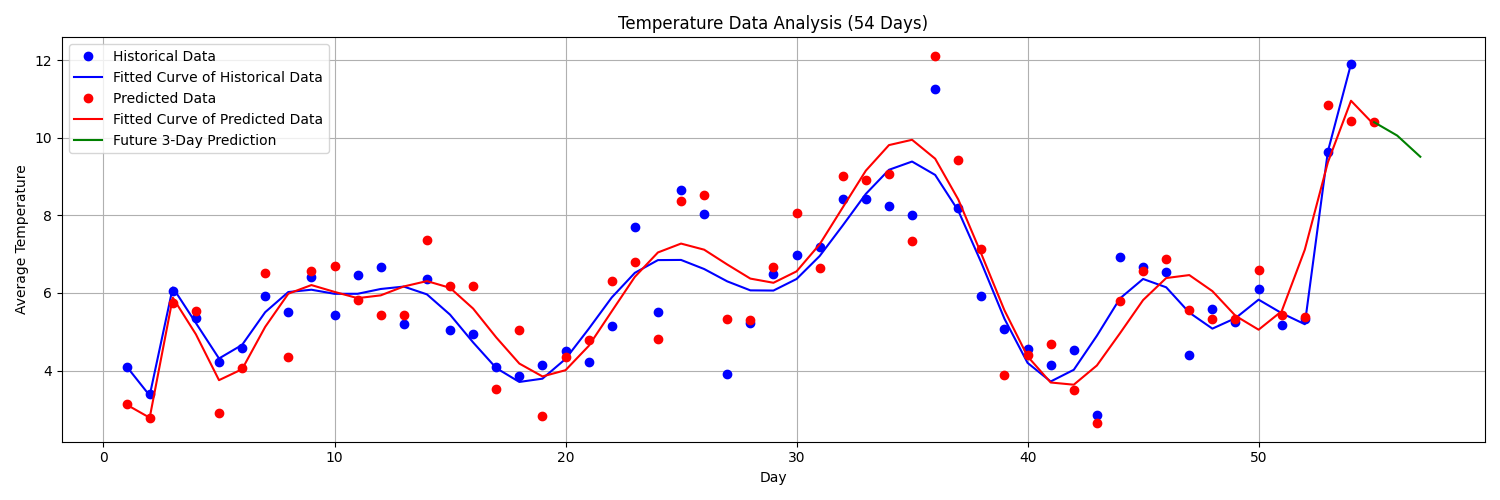 Temperature Data Analysis (54 Days)
Historical Data
Fitted Curve of Historical Data
Predicted Data
Fitted Curve of Predicted Data
Future 3-Day Prediction
Average Temperature
12
10
8
6
4
0 10 20 30 40 50
Day